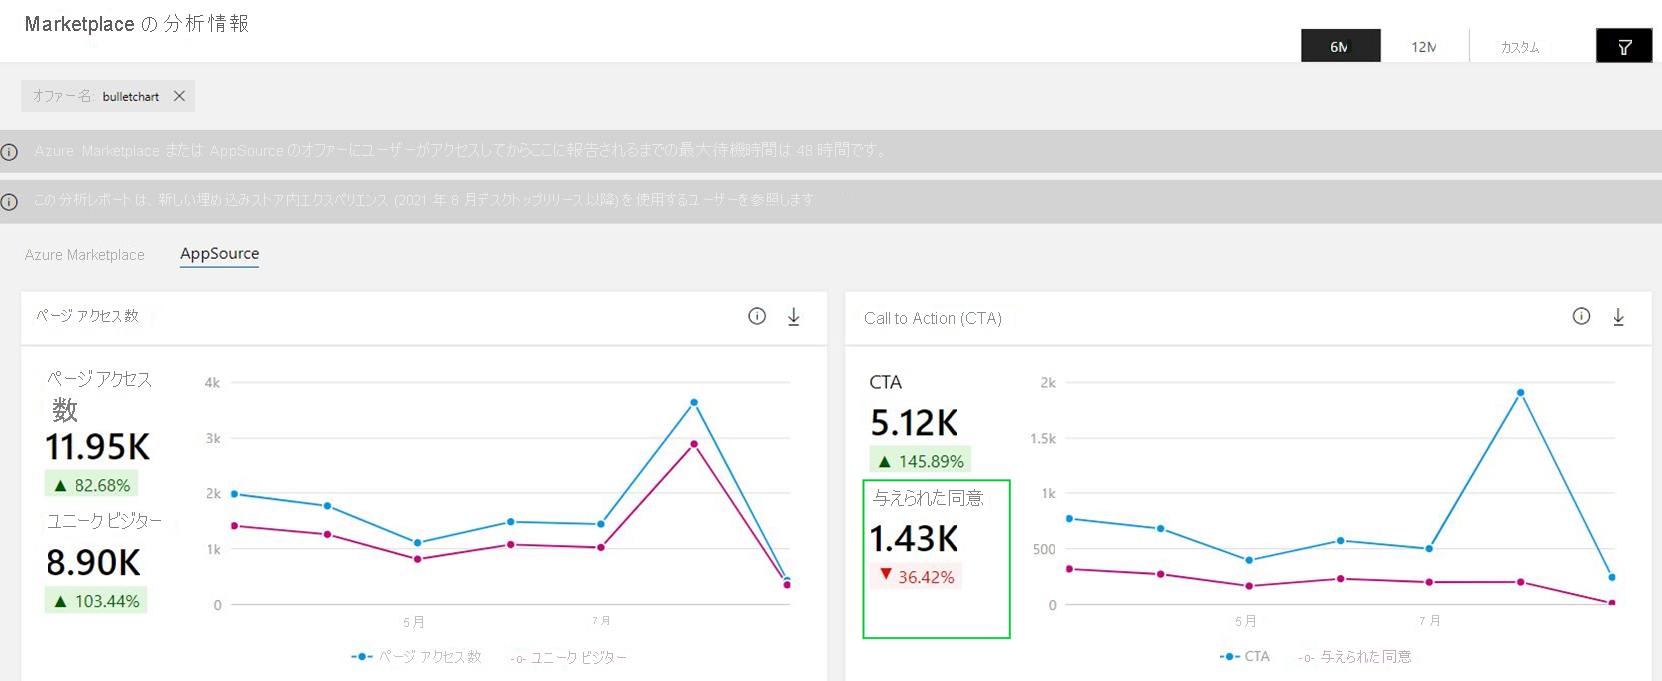 Marketplace の分析情報
6M
12M
カスタム
オファー名: bulletchart
Azure Marketplace または AppSource のオファーにユーザーがアクセスしてからここに報告されるまでの最大待機時間は 48 時間です。
この分析レポートは、新しい埋め込みストア内エクスペリエンス (2021 年 8 月デスクトップリリース以降) を使用するユーザーを参照します
Azure Marketplace
AppSource
ページ アクセス数
ページ アクセス
数
11.95K
▲ 82.68%
ユニーク ビジター
8.90K
▲ 103.44%
4k
3k
2k
1k
0
5 月
7 月
ページ アクセス数
-o- ユニーク ビジター
Call to Action (CTA)
CTA
5.12K
▲ 145.89%
与えられた同意
1.43K
▼ 36.42%
2k
1.5k
1k
500
0
5 月
7 月
CTA
-o- 与えられた同意